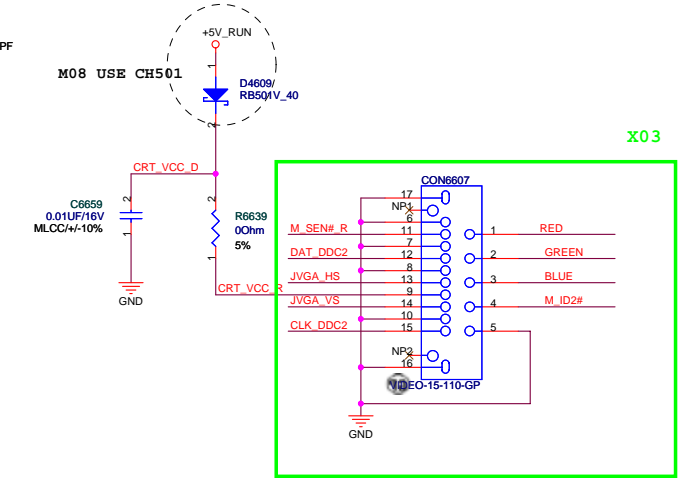 PF
+5V_RUN
1
M08 USE CH501
D4609/
RB501V_40
2
X03
CRT_VCC_D
C6659
0.01UF/16V
MLCC/+/-10%
2
1
GND
2
R6639
0Ohm
5%
1
CRT_VCC_R
CON6607
17
NP1
6
M_SEN#_R
11
1
RED
7
DAT_DDC2
12
2
GREEN
8
JVGA_HS
13
3
BLUE
9
JVGA_VS
14
4
M_ID2#
10
CLK_DDC2
15
5
NP2
16
VIDEO-15-110-GP
GND